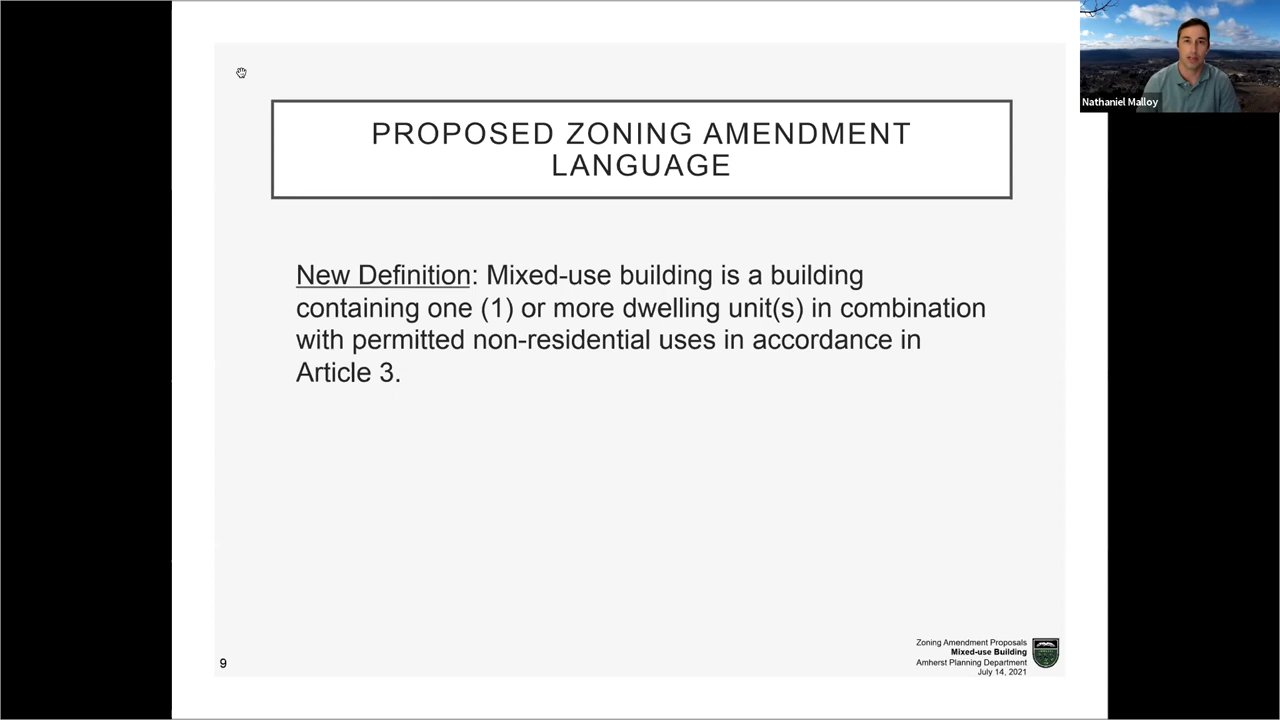 Nathaniel Malloy
PROPOSED ZONING AMENDMENT
LANGUAGE
New Definition: Mixed-use building is a building
containing one (1) or more dwelling unit(s) in combination
with permitted non-residential uses in accordance in
Article 3.
Zoning Amendment Proposals
Mixed-use Building
Amherst Planning Department
July 14, 2021
9